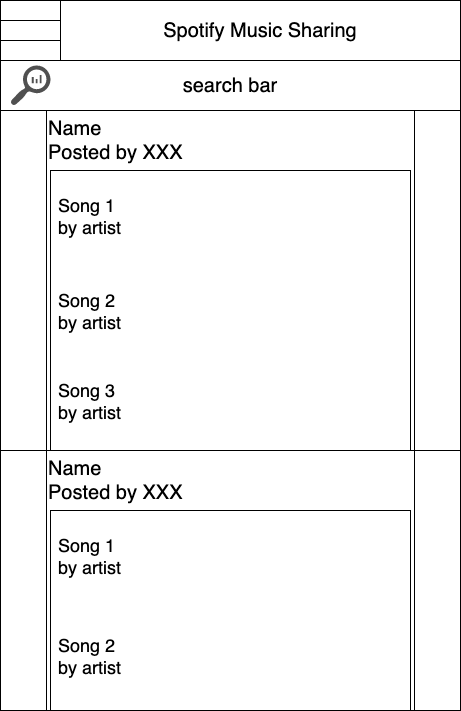 Spotify Music Sharing
search bar
Name
Posted by XXX
Song 1
by artist
Song 2
by artist
Song 3
by artist
Name
Posted by XXX
Song 1
by artist
Song 2
by artist